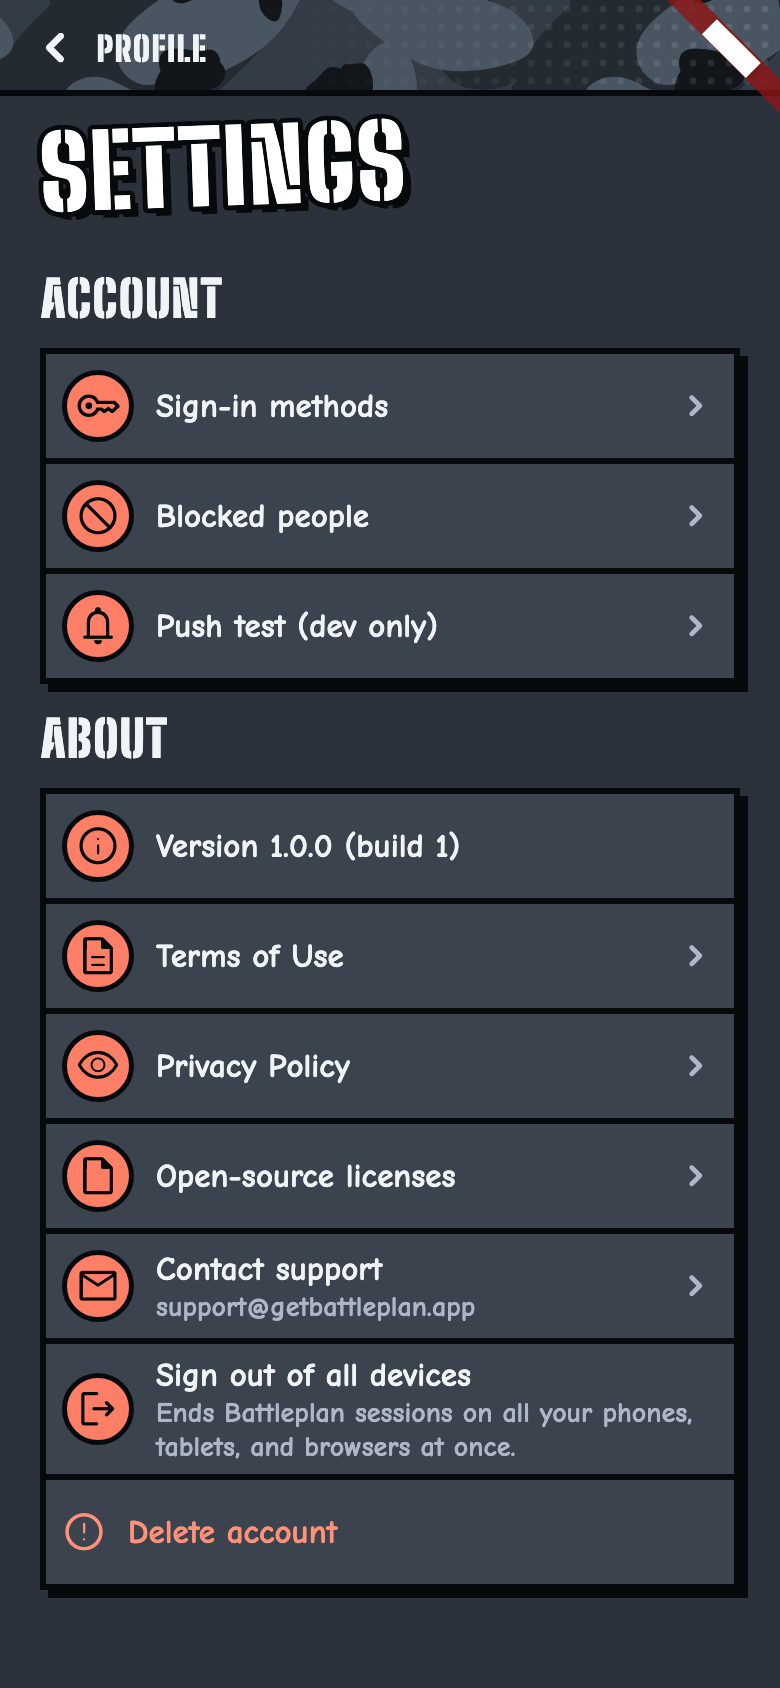 PROFILE
SETTINGS
ACCOUNT
Sign-in methods
Blocked people
Push test (dev only)
ABOUT
Version 1.0.0 (build 1)
Terms of Use
Privacy Policy
Open-source licenses
Contact support
support@getbattleplan.app
Sign out of all devices
Ends Battleplan sessions on all your phones,
tablets, and browsers at once.
Delete account